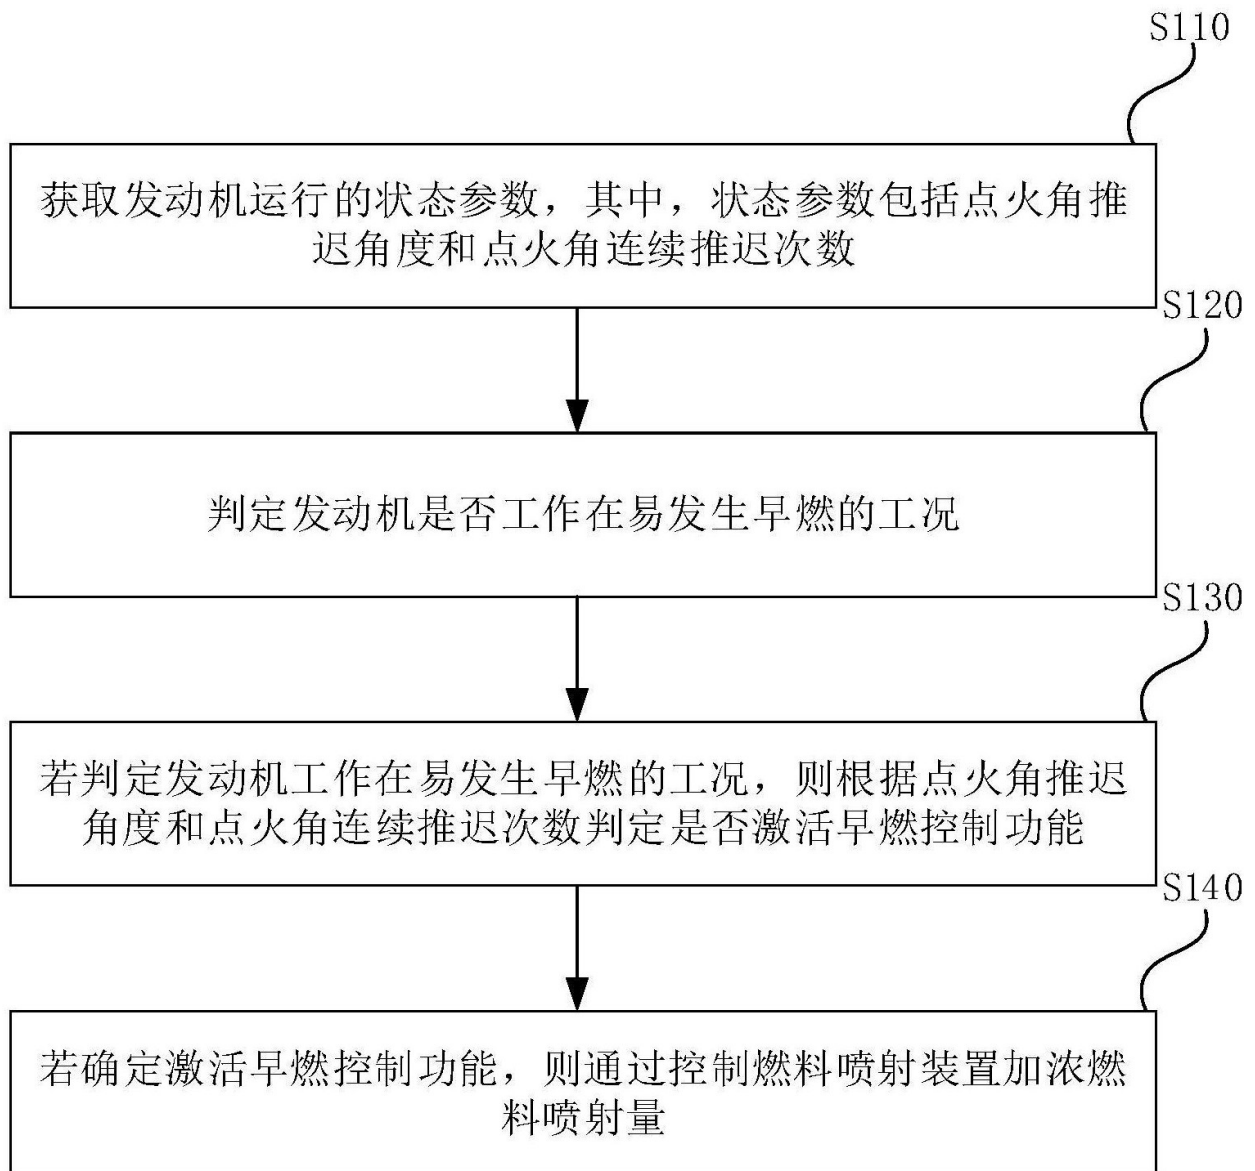 S110
获取发动机运行的状态参数，其中，状态参数包括点火角推
迟角度和点火角连续推迟次数
S120
判定发动机是否工作在易发生早燃的工况
S130
若判定发动机工作在易发生早燃的工况，则根据点火角推迟
角度和点火角连续推迟次数判定是否激活早燃控制功能
S140
若确定激活早燃控制功能，则通过控制燃料喷射装置加浓燃
料喷射量